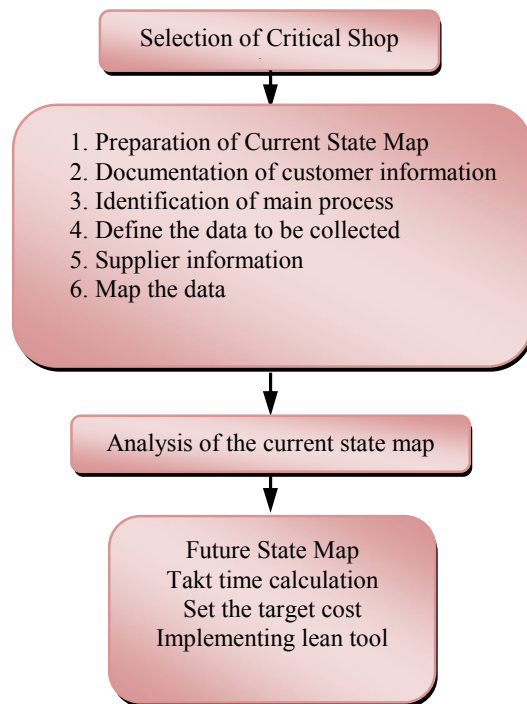 Selection of Critical Shop
1. Preparation of Current State Map
2. Documentation of customer information
3. Identification of main process
4. Define the data to be collected
5. Supplier information
6. Map the data
Analysis of the current state map
Future State Map
Takt time calculation
Set the target cost
Implementing lean tool